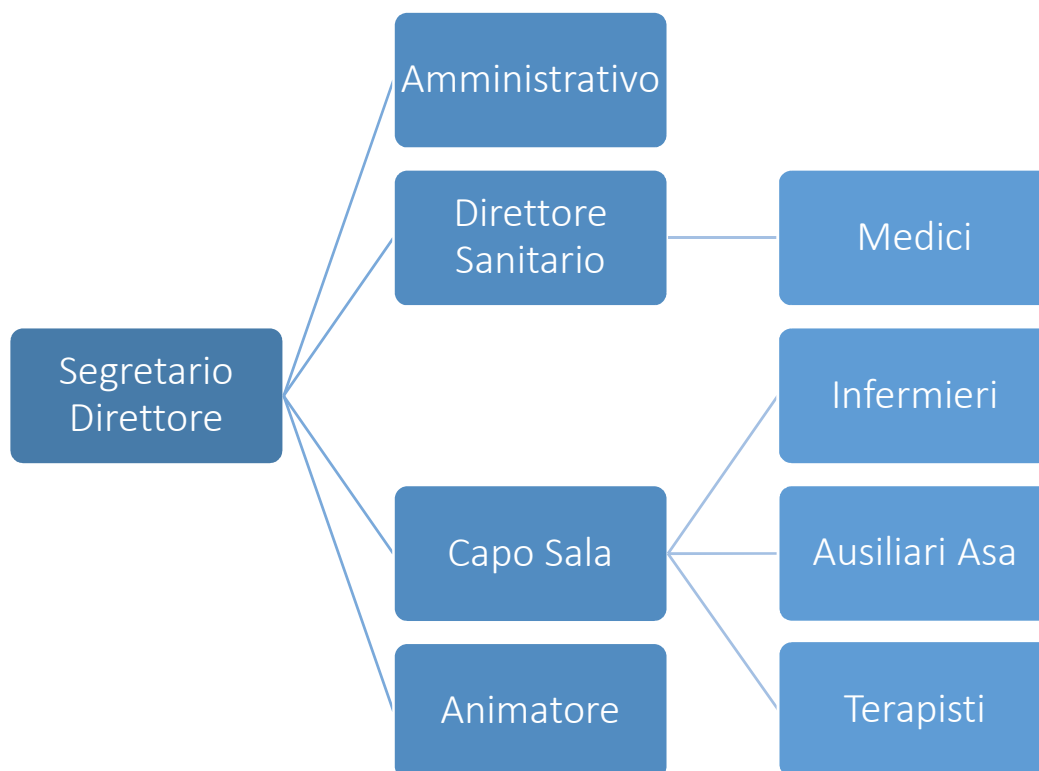 Amministrativo
Direttore
Sanitario
Medici
Segretario
Direttore
Infermieri
Capo Sala
Ausiliari Asa
Animatore
Terapisti